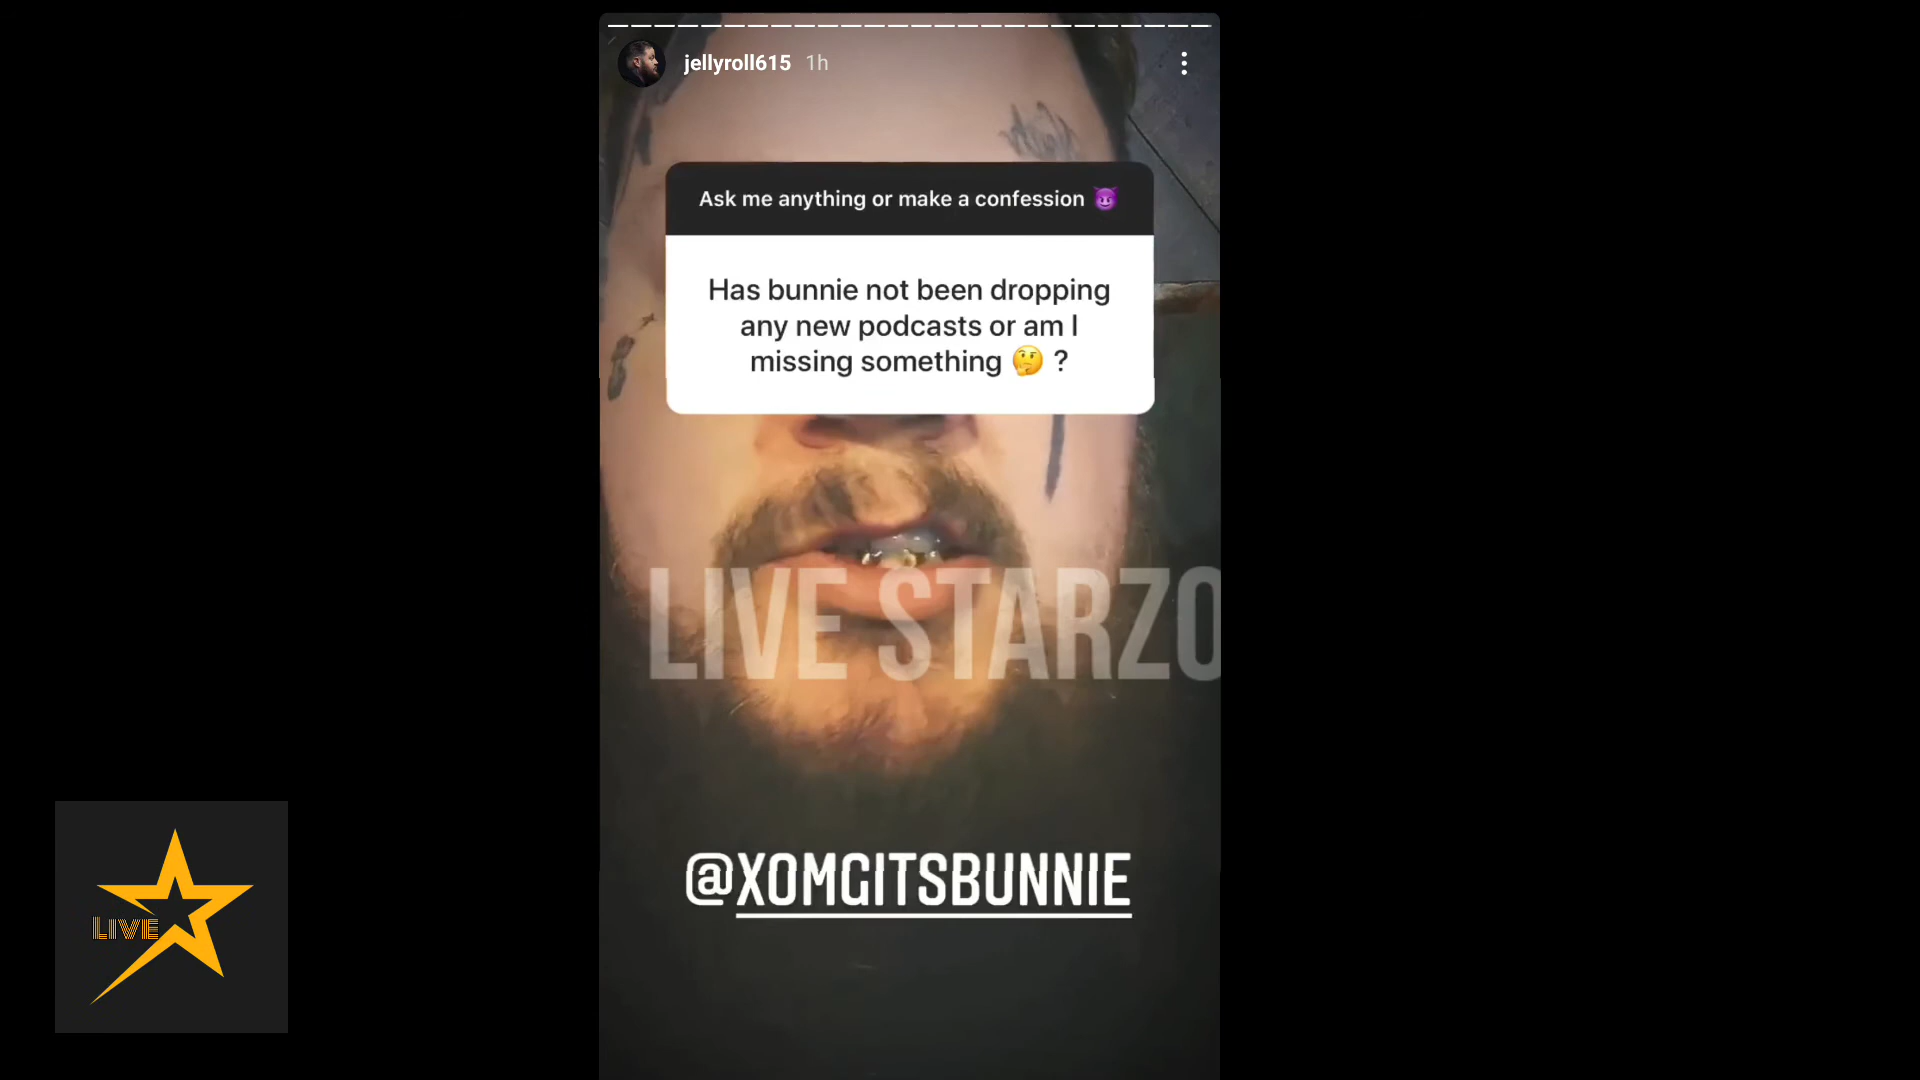 jellyroll615 1h
Ask me anything or make a confession 😈
Has bunnie not been dropping
any new podcasts or am I
missing something 🤔 ?
LIVE STARZO
@XOMGITSBUNNIE
LIVE